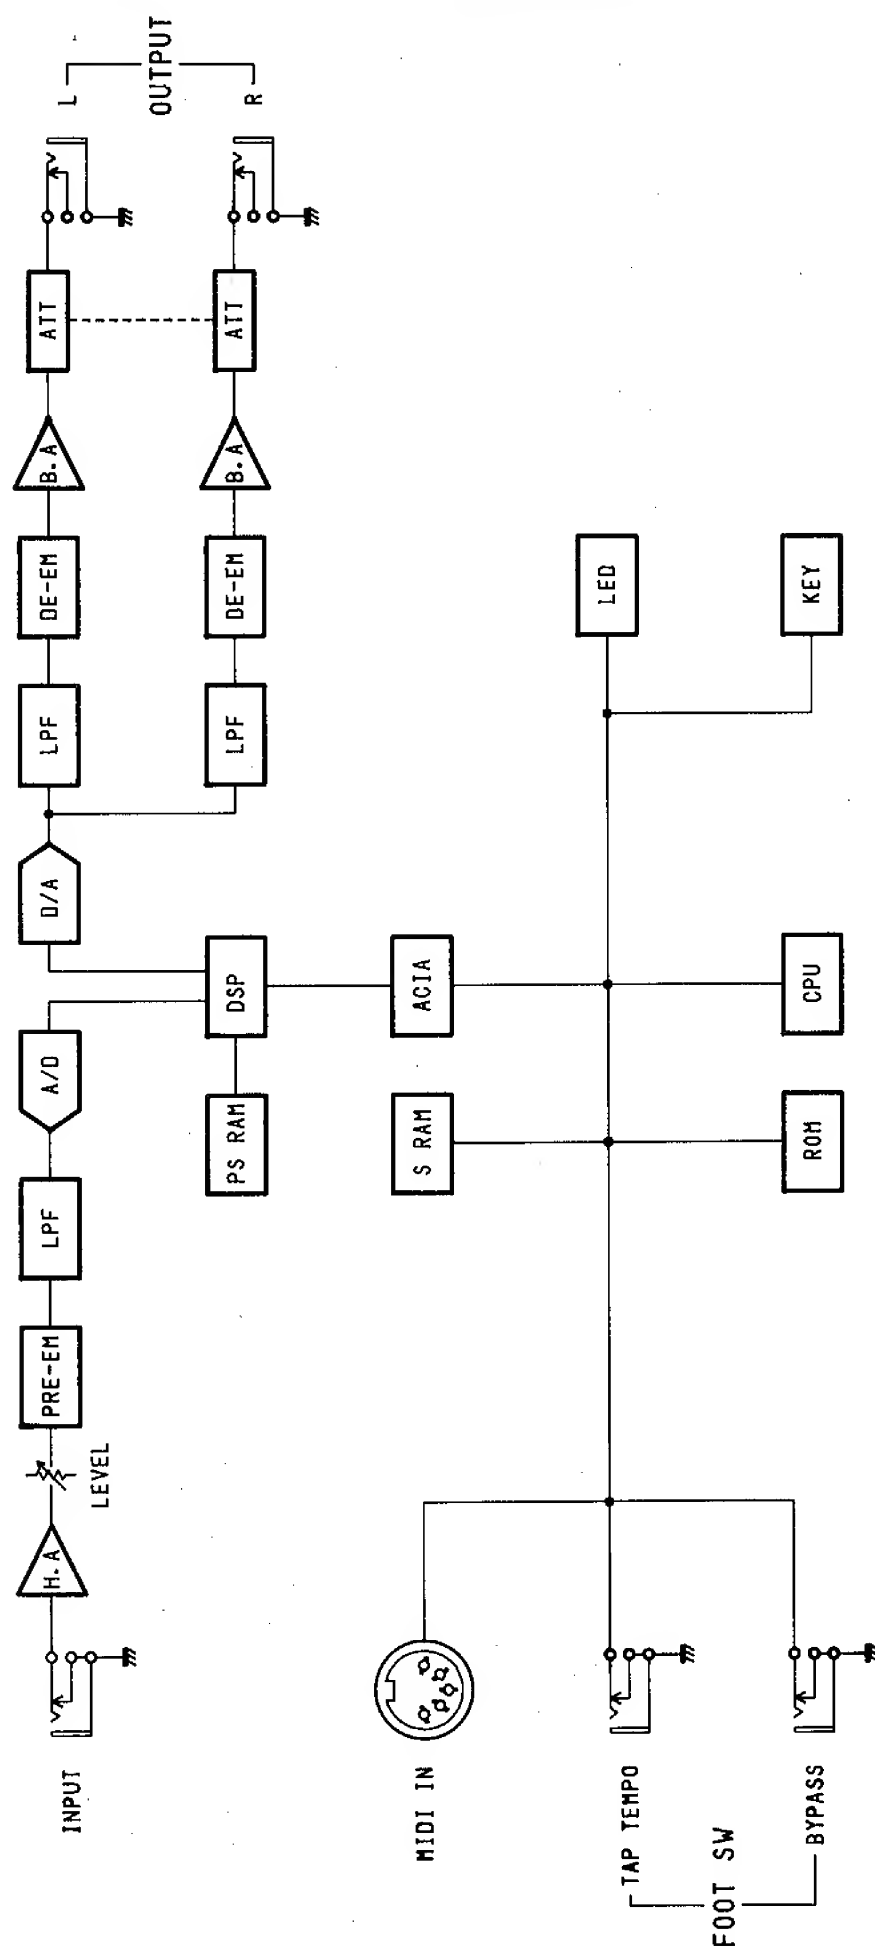 INPUT
H.A
LEVEL
PRE-EM
LPF
A/D
D/A
LPF
DE-EM
B.A
ATT
L
OUTPUT
R
PS RAM
DSP
LPF
DE-EM
B.A
ATT
MIDI IN
S RAM
ACIA
LED
TAP TEMPO
FOOT SW
BYPASS
ROM
CPU
KEY